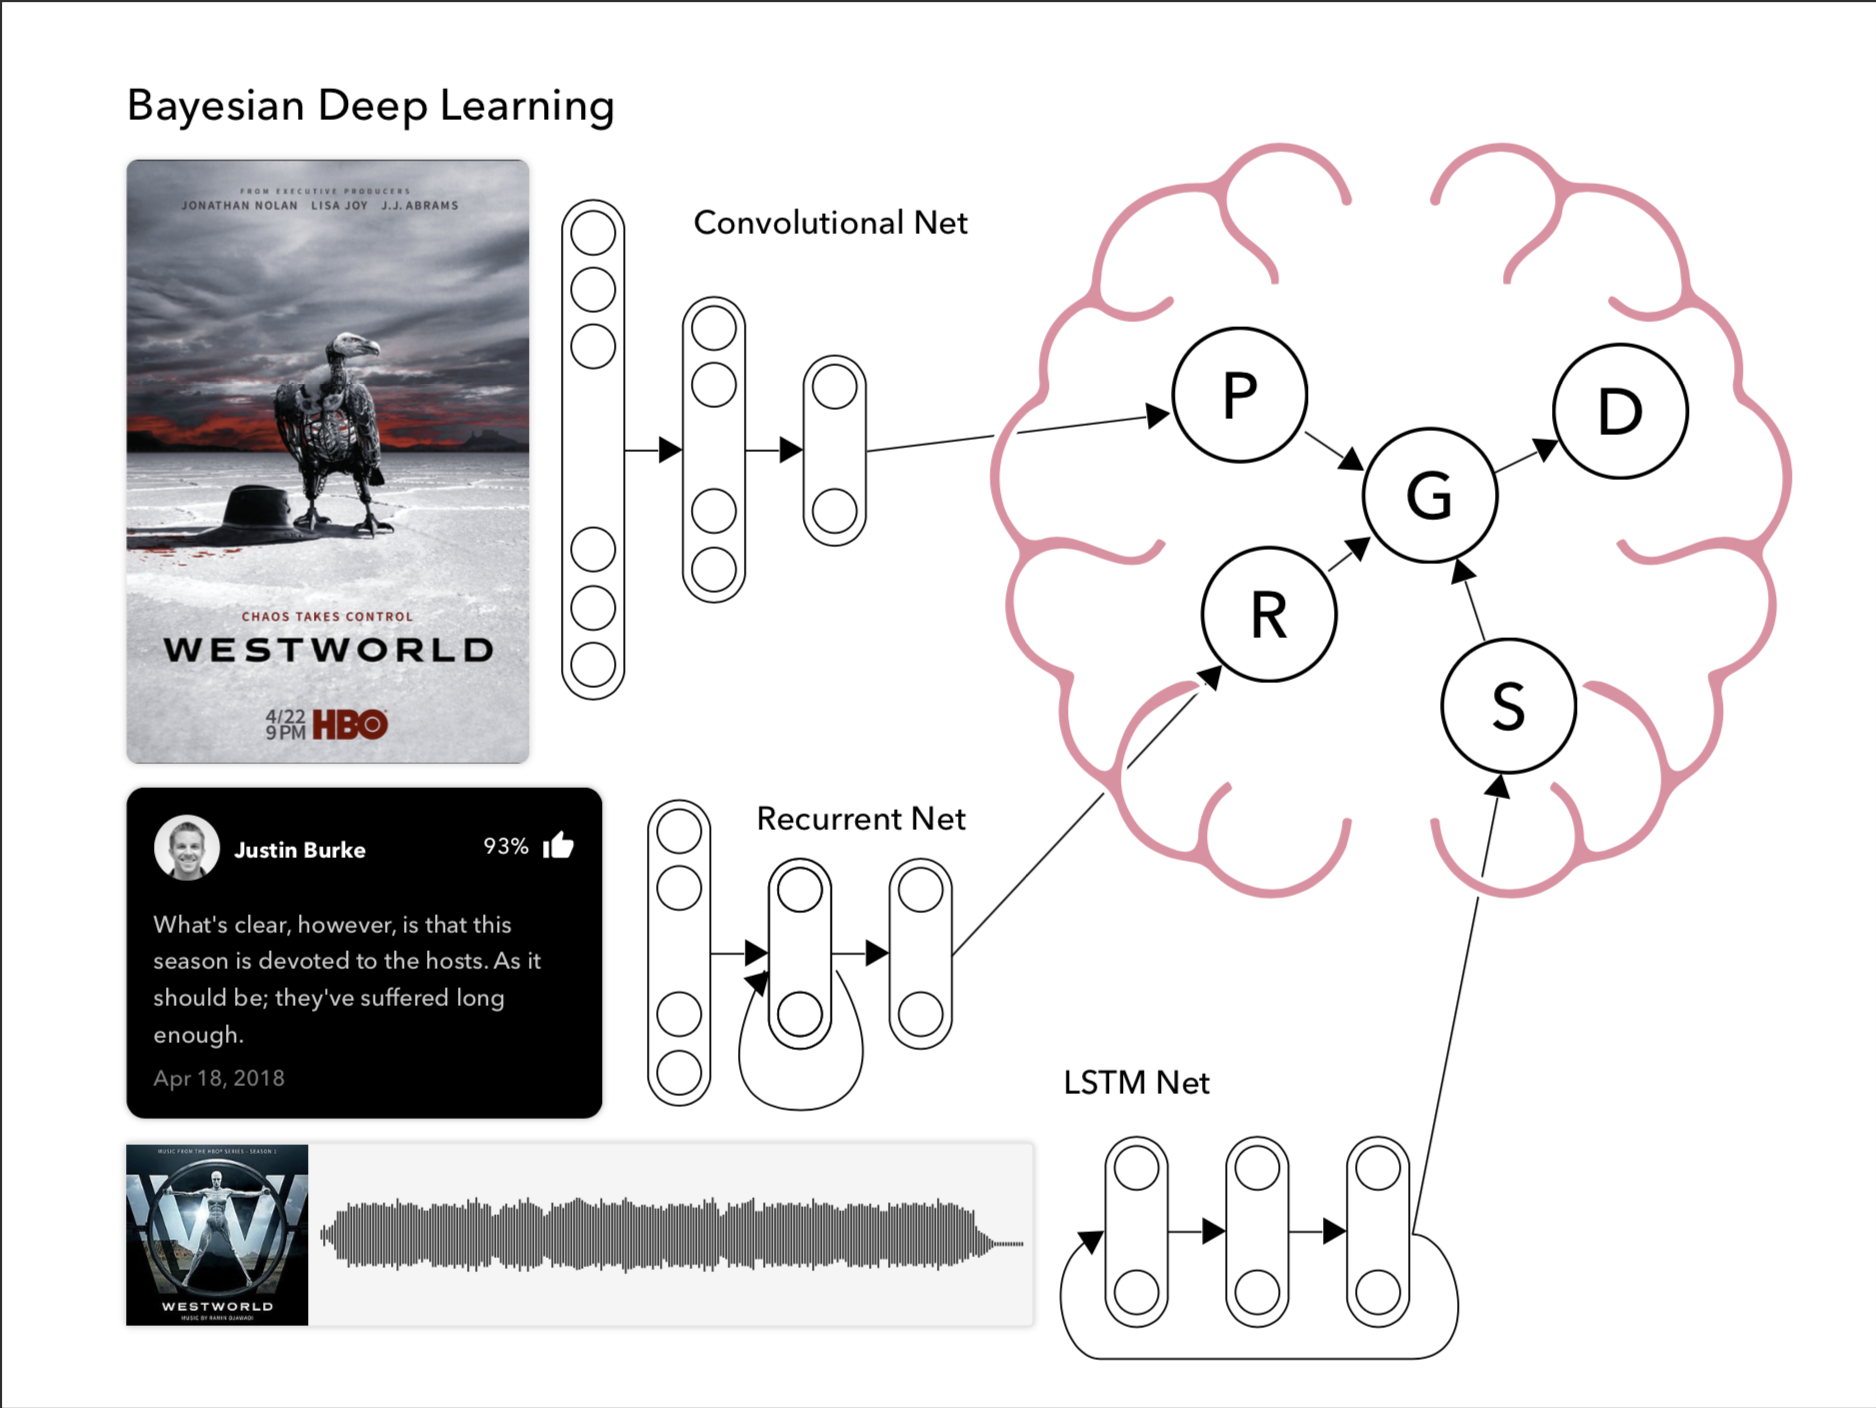 Bayesian Deep Learning
FROM EXECUTIVE PRODUCERS
JONATHAN NOLAN LISA JOY J.J. ABRAMS
CHAOS TAKES CONTROL
WESTWORLD
4/22
9PM HBO
Convolutional Net
P
D
G
R
S
Justin Burke 93%
What's clear, however, is that this
season is devoted to the hosts. As it
should be; they've suffered long
enough.
Apr 18, 2018
Recurrent Net
LSTM Net
MUSIC FROM THE HBO® SERIES - SEASON 1
WESTWORLD
MUSIC BY RAMIN DJAWADI